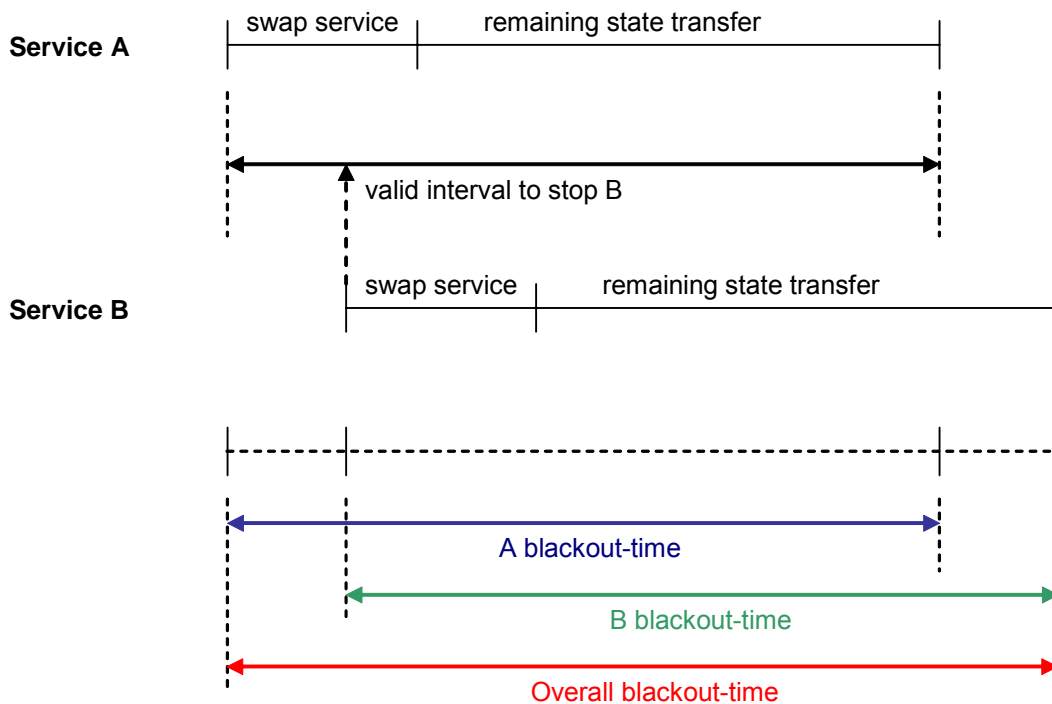 swap service
remaining state transfer
Service A
valid interval to stop B
swap service
remaining state transfer
Service B
A blackout-time
B blackout-time
Overall blackout-time